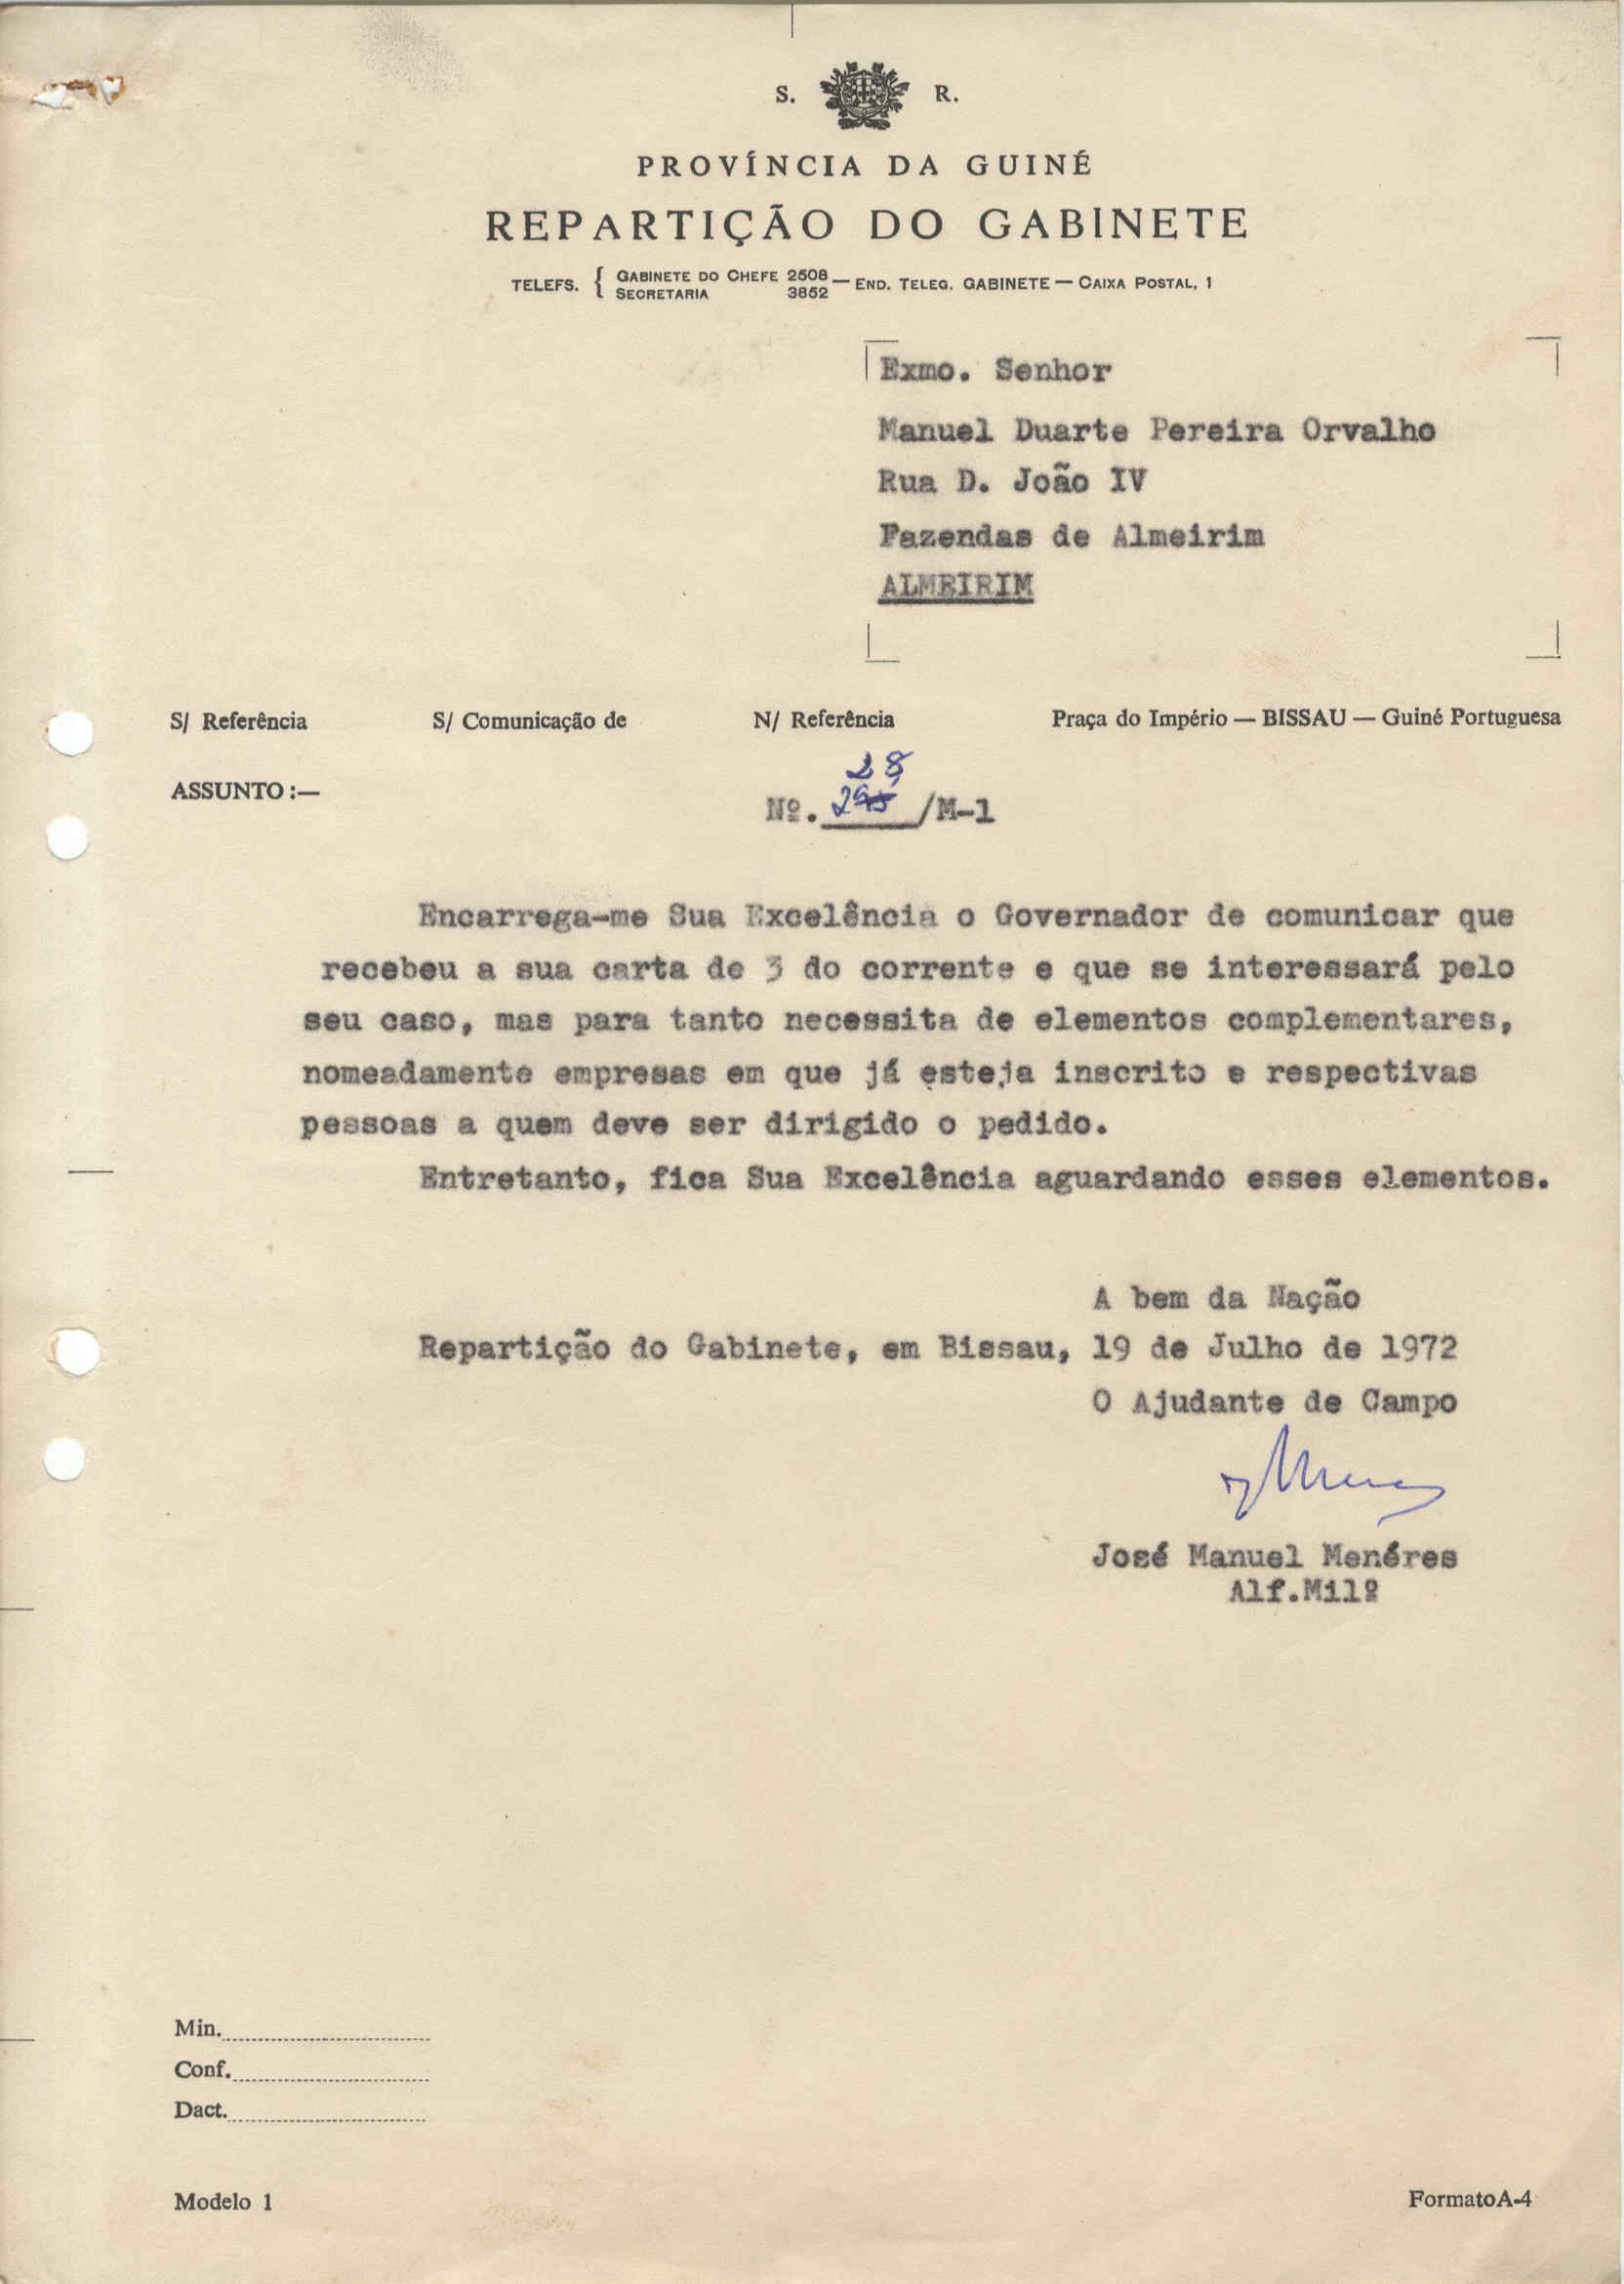 S. R.
PROVÍNCIA DA GUINÉ
REPARTIÇÃO DO GABINETE
TELEFS. { GABINETE DO CHEFE 2508 — END. TELEG. GABINETE — CAIXA POSTAL, 1
SECRETARIA 3852
Exmo. Senhor
Manuel Duarte Pereira Orvalho
Rua D. João IV
Fazendas de Almeirim
ALMEIRIM
S/ Referência S/ Comunicação de N/ Referência Praça do Império — BISSAU — Guiné Portuguesa
28
ASSUNTO :— Nº. /M-1
Encarrega-me Sua Excelência o Governador de comunicar que
recebeu a sua carta de 3 do corrente e que se interessará pelo
seu caso, mas para tanto necessita de elementos complementares,
nomeadamente empresas em que já esteja inscrito e respectivas
pessoas a quem deve ser dirigido o pedido.
Entretanto, fica Sua Excelência aguardando esses elementos.
A bem da Nação
Repartição do Gabinete, em Bissau, 19 de Julho de 1972
O Ajudante de Campo
José Manuel Menéres
Alf.Milº
Min.
Conf.
Dact.
Modelo 1 Formato A-4